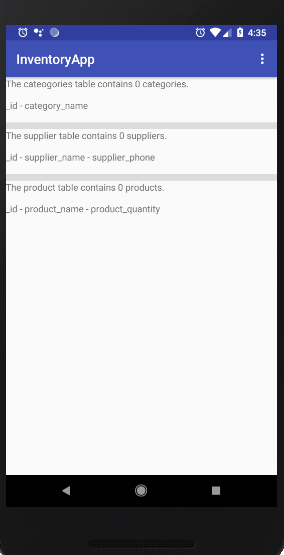 4:35
InventoryApp
The cateogories table contains 0 categories.
_id - category_name
The supplier table contains 0 suppliers.
_id - supplier_name - supplier_phone
The product table contains 0 products.
_id - product_name - product_quantity